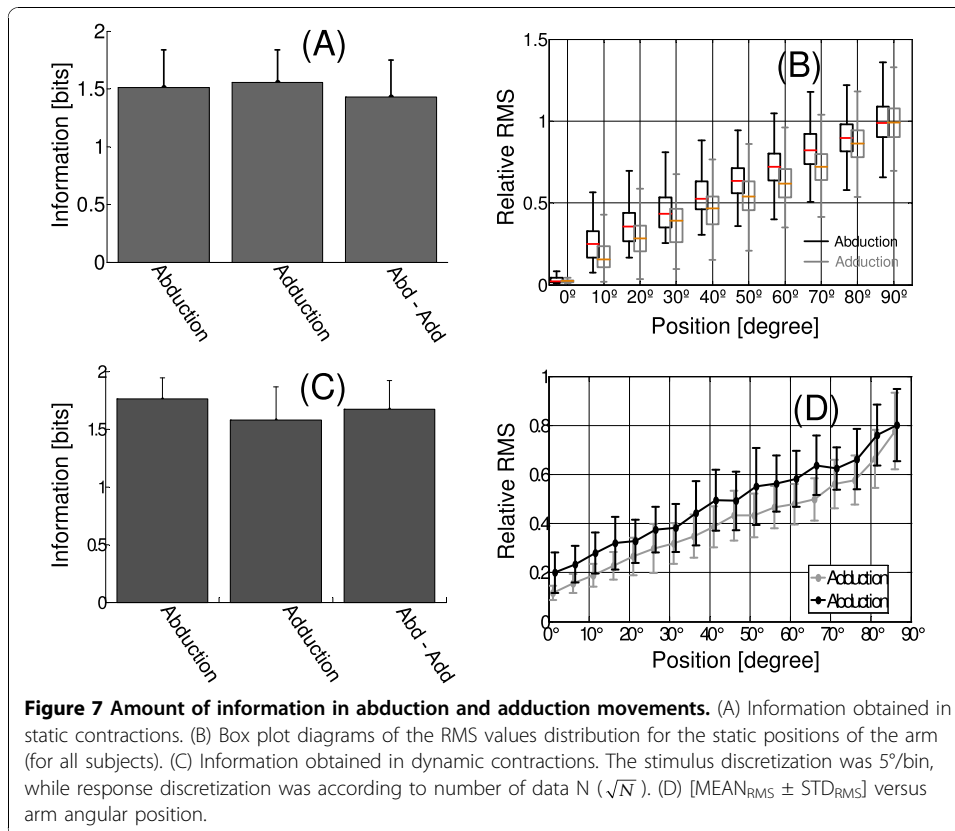 (A)
Information [bits]
2
1.5
1
0.5
0
Abduction
Adduction
Abd - Add
(B)
Relative RMS
1.5
1
0.5
0
0º 10º 20º 30º 40º 50º 60º 70º 80º 90º
Position [degree]
Abduction
Adduction
(C)
Information [bits]
2
1.5
1
0.5
0
Abduction
Adduction
Abd - Add
(D)
Relative RMS
1
0.8
0.6
0.4
0.2
0
0° 10° 20° 30° 40° 50° 60° 70° 80° 90°
Position [degree]
Adduction
Abduction
Figure 7 Amount of information in abduction and adduction movements. (A) Information obtained in
static contractions. (B) Box plot diagrams of the RMS values distribution for the static positions of the arm
(for all subjects). (C) Information obtained in dynamic contractions. The stimulus discretization was 5°/bin,
while response discretization was according to number of data N (√N). (D) [MEANRMS ± STDRMS] versus
arm angular position.